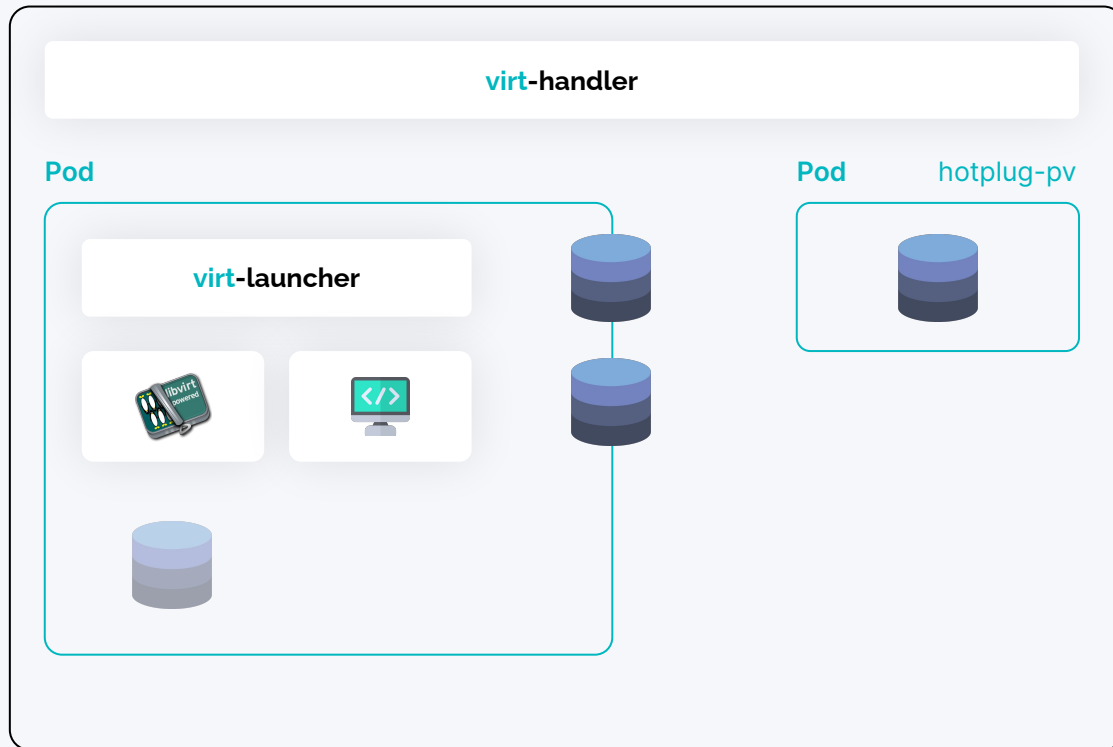 virt-handler
Pod
Pod hotplug-pv
virt-launcher
libvirt
powered